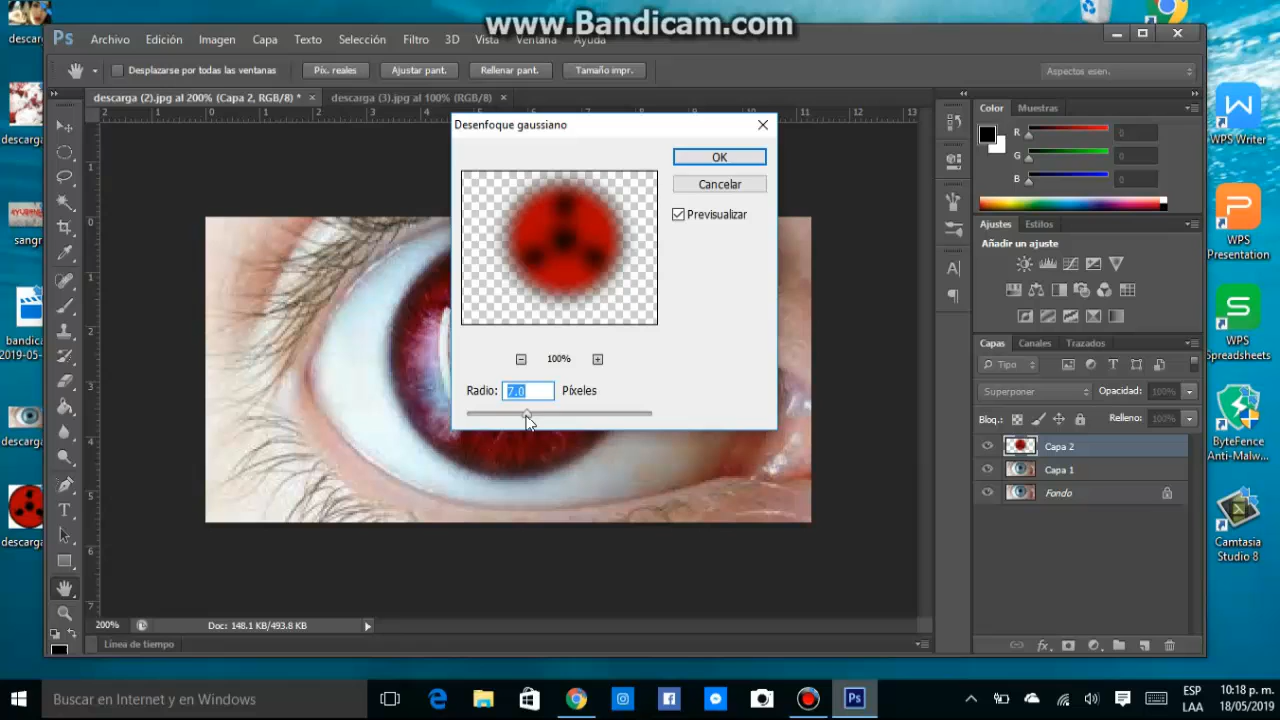 www.Bandicam.com
Ps Archivo Edición Imagen Capa Texto Selección Filtro 3D Vista Ventana Ayuda
Desplazarse por todas las ventanas Píx. reales Ajustar pant. Rellenar pant. Tamaño impr. Aspectos esen.
descarga (2).jpg al 200% (Capa 2, RGB/8) * × descarga (3).jpg al 100% (RGB/8) ×
Desenfoque gaussiano
OK
Cancelar
Previsualizar
100%
Radio: 7.0 Píxeles
Color Muestras
R 0
G 0
B 0
Ajustes Estilos
Añadir un ajuste
Capas Canales Trazados
Tipo
Superponer Opacidad: 100%
Bloq.: Relleno: 100%
Capa 2
Capa 1
Fondo
200% Doc: 148.1 KB/493.8 KB
Línea de tiempo
descarga
sangr
bandic
2019-05-
descarga
descarga
WPS Writer
WPS
Presentation
WPS
Spreadsheets
ByteFence
Anti-Malw...
Camtasia
Studio 8
Buscar en Internet y en Windows
ESP
LAA
10:18 p. m.
18/05/2019